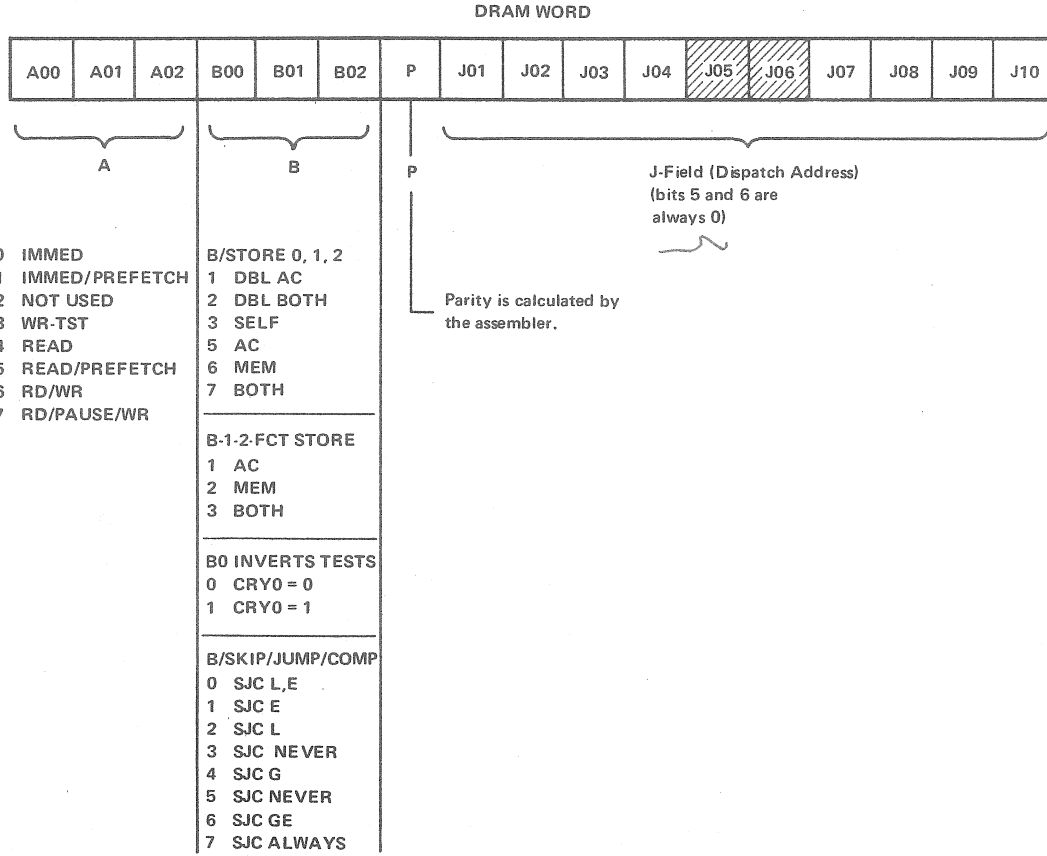 DRAM WORD
A00 A01 A02 B00 B01 B02 P J01 J02 J03 J04 J05 J06 J07 J08 J09 J10
A
B
P
J-Field (Dispatch Address)
(bits 5 and 6 are
always 0)
0 IMMED
1 IMMED/PREFETCH
2 NOT USED
3 WR-TST
4 READ
5 READ/PREFETCH
6 RD/WR
7 RD/PAUSE/WR
B/STORE 0, 1, 2
1 DBL AC
2 DBL BOTH
3 SELF
5 AC
6 MEM
7 BOTH
B-1-2-FCT STORE
1 AC
2 MEM
3 BOTH
B0 INVERTS TESTS
0 CRY0 = 0
1 CRY0 = 1
B/SKIP/JUMP/COMP
0 SJC L,E
1 SJC E
2 SJC L
3 SJC NEVER
4 SJC G
5 SJC NEVER
6 SJC GE
7 SJC ALWAYS
Parity is calculated by
the assembler.